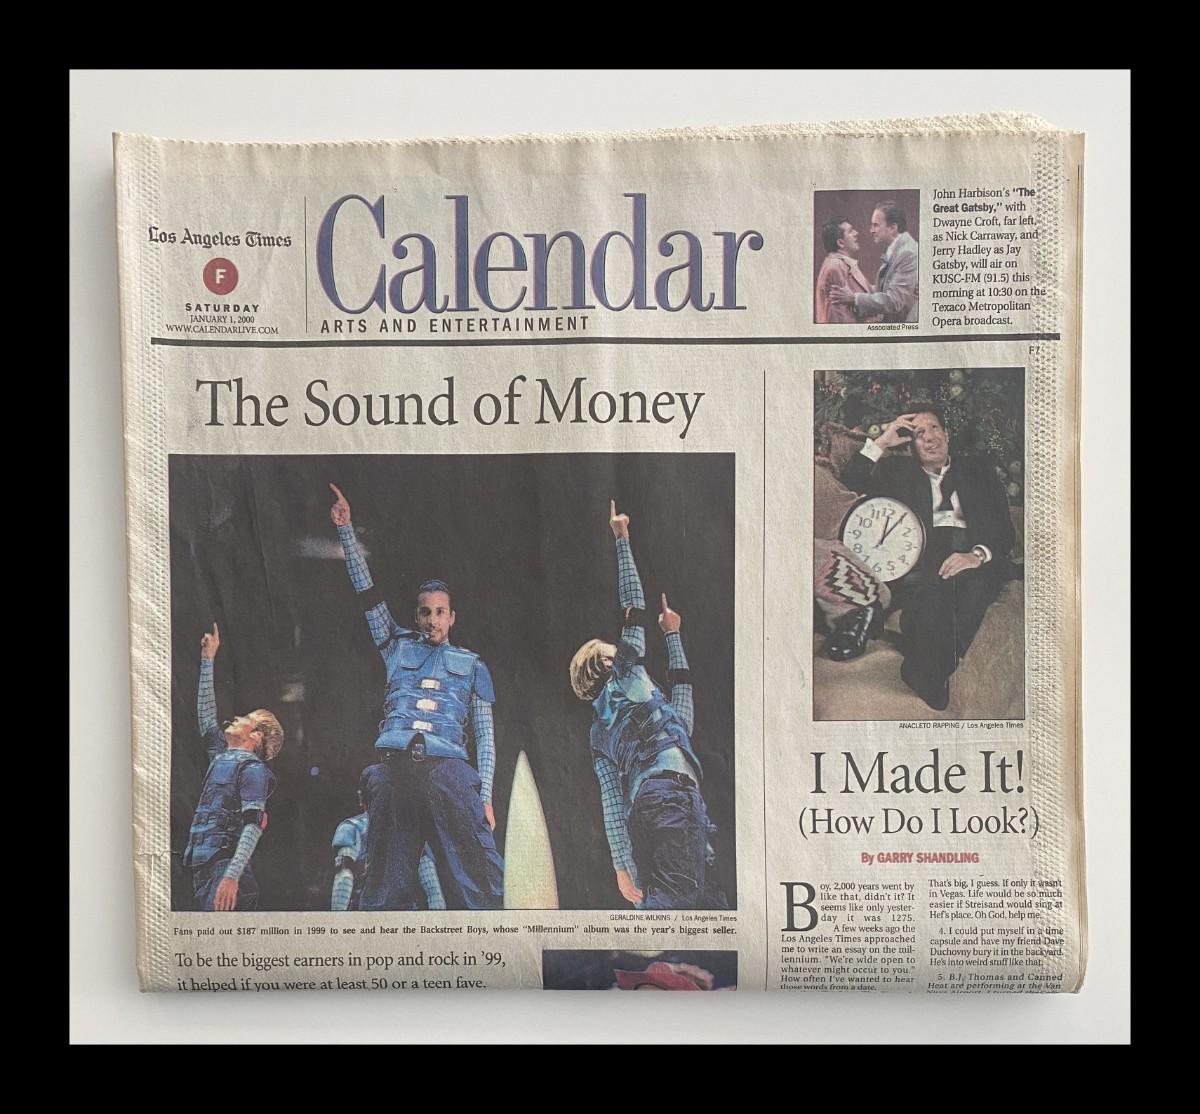 Los Angeles Times
F
SATURDAY
JANUARY 1, 2000
WWW.CALENDARLIVE.COM
Calendar
ARTS AND ENTERTAINMENT
Associated Press
John Harbison's "The
Great Gatsby," with
Dwayne Croft, far left,
as Nick Carraway, and
Jerry Hadley as Jay
Gatsby, will air on
KUSC-FM (91.5) this
morning at 10:30 on the
Texaco Metropolitan
Opera broadcast.
F2
The Sound of Money
GERALDINE WILKINS / Los Angeles Times
Fans paid out $187 million in 1999 to see and hear the Backstreet Boys, whose "Millennium" album was the year's biggest seller.
To be the biggest earners in pop and rock in '99,
it helped if you were at least 50 or a teen fave.
11 12
10 2
9 3
8 4
7 6 5
ANACLETO RAPPING / Los Angeles Times
I Made It!
(How Do I Look?)
By GARRY SHANDLING
Boy, 2,000 years went by
like that, didn't it? It
seems like only yester-
day it was 1275.
A few weeks ago the
Los Angeles Times approached
me to write an essay on the mil-
lennium. "We're wide open to
whatever might occur to you."
How often I've wanted to hear
those words from a date.
That's big, I guess. If only it wasn't
in Vegas. Life would be so much
easier if Streisand would sing at
Hef's place. Oh God, help me.
4. I could put myself in a time
capsule and have my friend Dave
Duchovny bury it in the backyard.
He's into weird stuff like that.
5. B.J. Thomas and Canned
Heat are performing at the Van